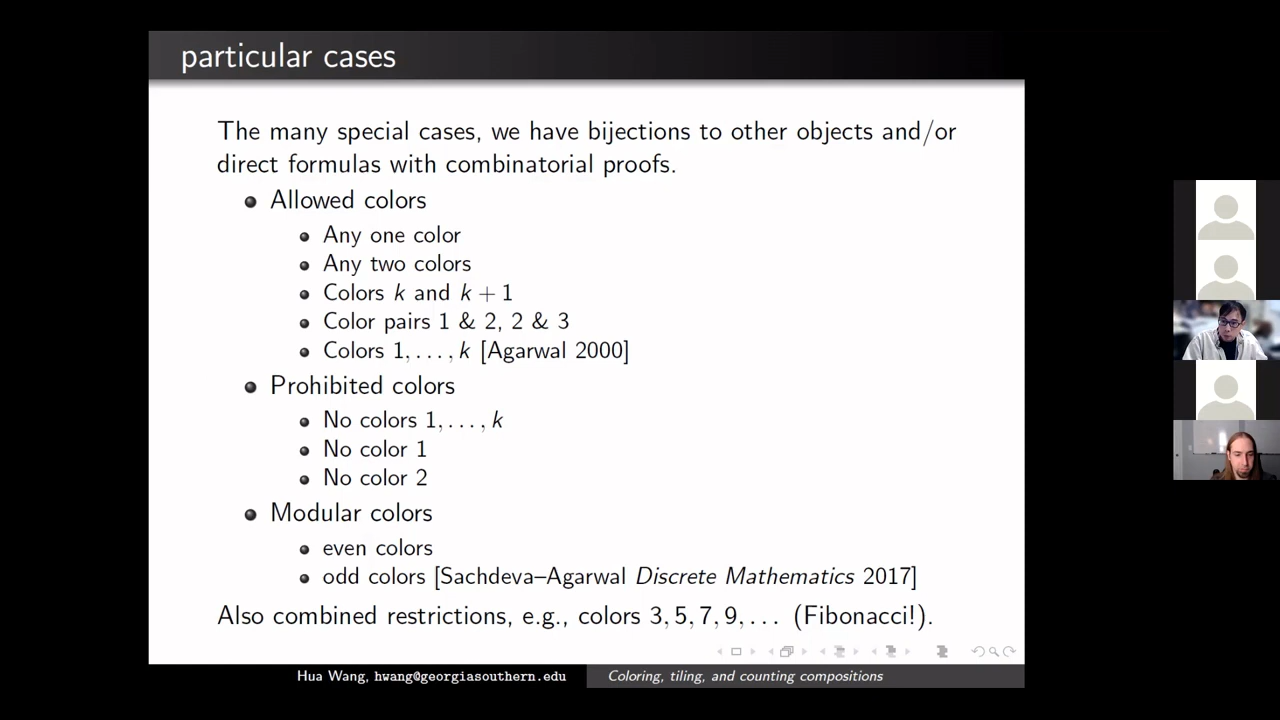 particular cases
The many special cases, we have bijections to other objects and/or
direct formulas with combinatorial proofs.
Allowed colors
Any one color
Any two colors
Colors k and k + 1
Color pairs 1 & 2, 2 & 3
Colors 1, . . . , k [Agarwal 2000]
Prohibited colors
No colors 1, . . . , k
No color 1
No color 2
Modular colors
even colors
odd colors [Sachdeva–Agarwal Discrete Mathematics 2017]
Also combined restrictions, e.g., colors 3, 5, 7, 9, . . . (Fibonacci!).
Hua Wang, hwang@georgiasouthern.edu Coloring, tiling, and counting compositions